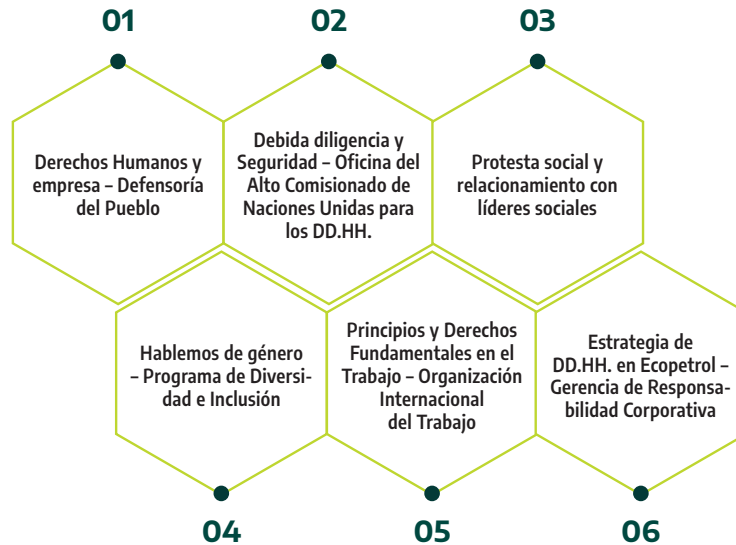 01
Derechos Humanos y
empresa – Defensoría
del Pueblo
02
Debida diligencia y
Seguridad – Oficina del
Alto Comisionado de
Naciones Unidas para
los DD.HH.
03
Protesta social y
relacionamiento con
líderes sociales
Hablemos de género
– Programa de Diversi-
dad e Inclusión
04
Principios y Derechos
Fundamentales en el
Trabajo – Organización
Internacional
del Trabajo
05
Estrategia de
DD.HH. en Ecopetrol –
Gerencia de Responsa-
bilidad Corporativa
06